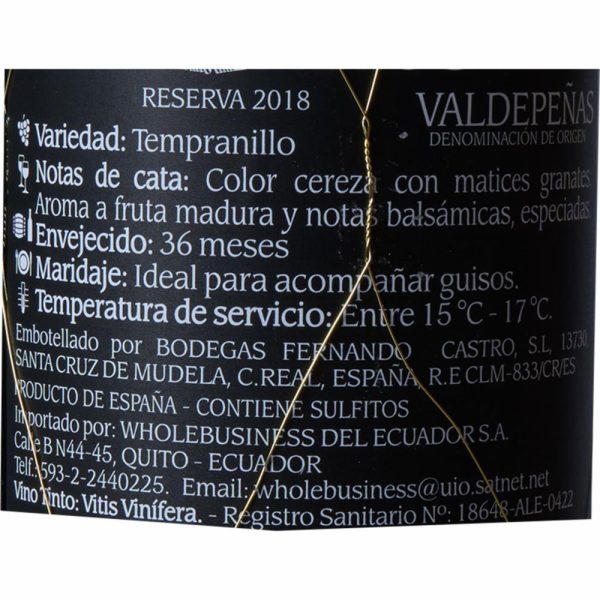 RESERVA 2018
VALDEPEÑAS
DENOMINACIÓN DE ORIGEN
Variedad: Tempranillo
Notas de cata: Color cereza con matices granates.
Aroma a fruta madura y notas balsámicas, especiadas.
Envejecido: 36 meses
Maridaje: Ideal para acompañar guisos.
Temperatura de servicio: Entre 15 °C - 17 °C.
Embotellado por BODEGAS FERNANDO CASTRO, S.L, 13730,
SANTA CRUZ DE MUDELA, C.REAL, ESPAÑA, R.E CLM-833/CR/ES
PRODUCTO DE ESPAÑA - CONTIENE SULFITOS
Importado por: WHOLEBUSINESS DEL ECUADOR S.A.
Calle B N44-45, QUITO - ECUADOR
Telf.:593-2-2440225. Email: wholebusiness@uio.satnet.net
Vino Tinto: Vitis Vinífera. - Registro Sanitario Nº: 18648-ALE-0422